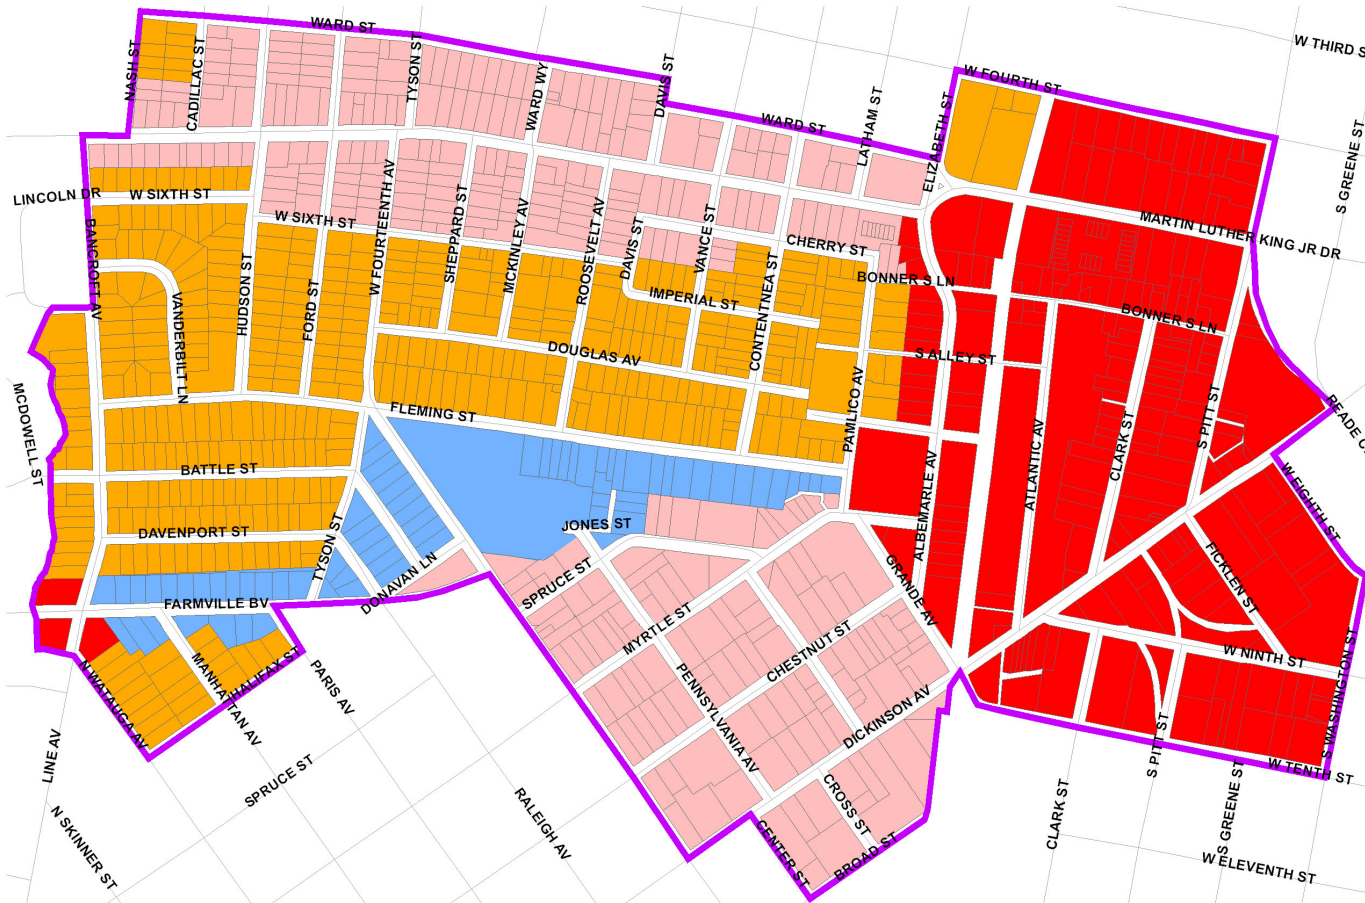 WARD ST
W THIRD S
NASH ST
CADILLAC ST
TYSON ST
WARD WY
DAVIS ST
WARD ST
LATHAM ST
ELIZABETH ST
W FOURTH ST
S GREENE ST
LINCOLN DR
W SIXTH ST
W SIXTH ST
BANCROFT AV
VANDERBILT LN
HUDSON ST
FORD ST
W FOURTEENTH AV
SHEPPARD ST
MCKINLEY AV
ROOSEVELT AV
DAVIS ST
VANCE ST
CHERRY ST
CONTENTNEA ST
IMPERIAL ST
BONNER S LN
MARTIN LUTHER KING JR DR
BONNER S LN
S ALLEY ST
DOUGLAS AV
FLEMING ST
PAMLICO AV
MCDOWELL ST
BATTLE ST
DAVENPORT ST
TYSON ST
JONES ST
ALBEMARLE AV
ATLANTIC AV
CLARK ST
S PITT ST
READE C
W EIGHTH ST
FICKLEN ST
FARMVILLE BV
DONAVAN LN
SPRUCE ST
MYRTLE ST
GRANDE AV
CHESTNUT ST
PENNSYLVANIA AV
DICKINSON AV
W NINTH ST
S WASHINGTON ST
N WATAUGA AV
MANHATTAN AV
HALIFAX ST
PARIS AV
LINE AV
SPRUCE ST
RALEIGH AV
N SKINNER ST
CROSS ST
CENTER ST
BROAD ST
S PITT ST
W TENTH ST
CLARK ST
S GREENE ST
W ELEVENTH ST